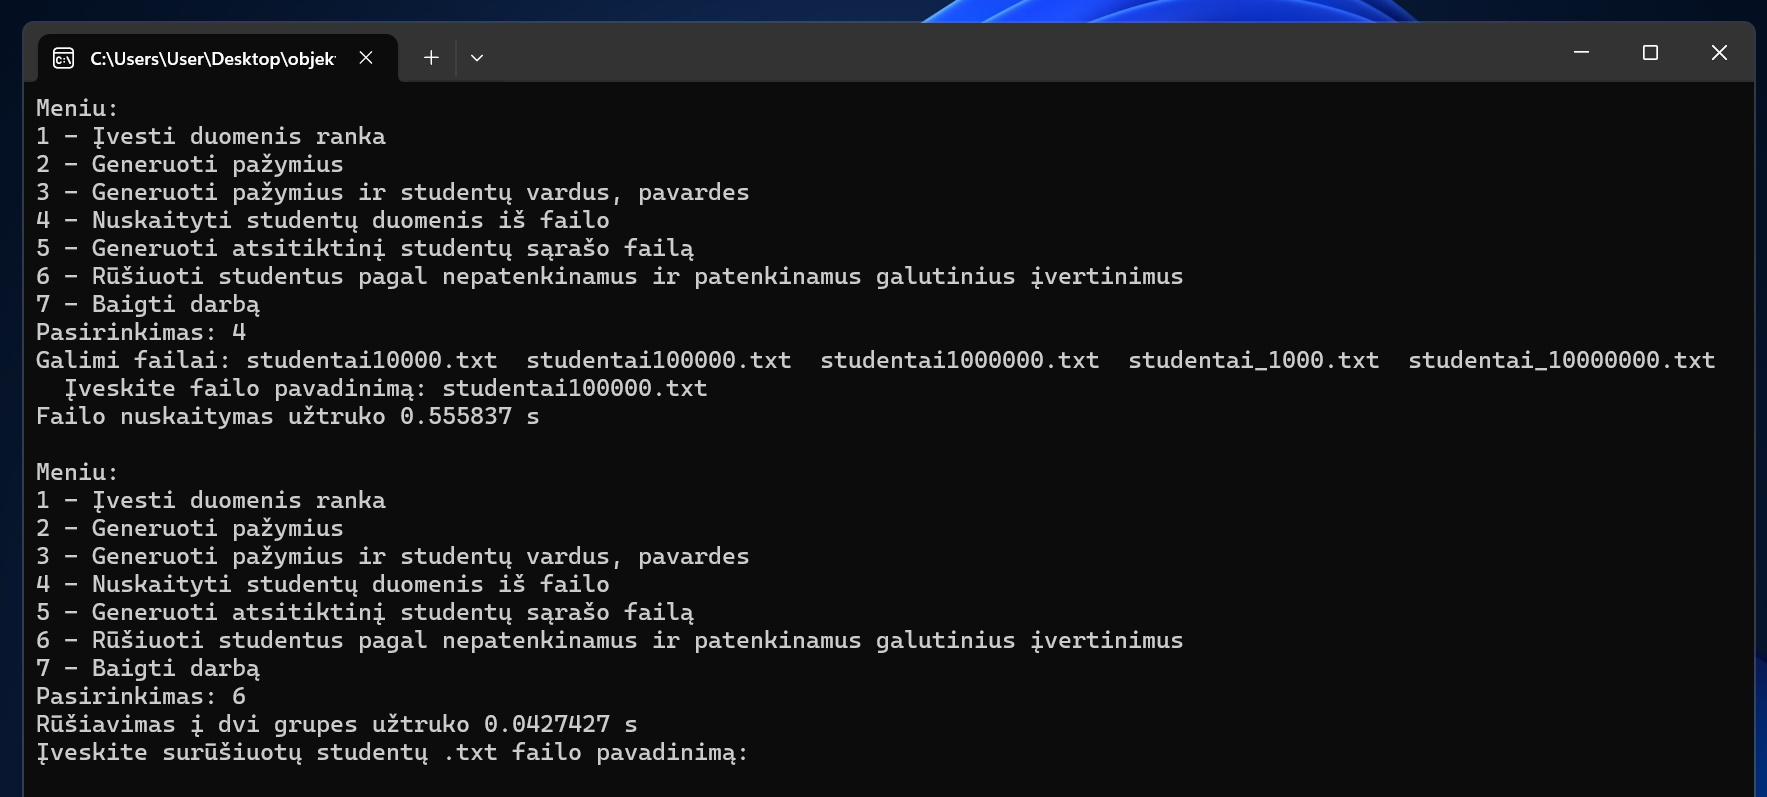 C:\Users\User\Desktop\objek
Meniu:
1 - Įvesti duomenis ranka
2 - Generuoti pažymius
3 - Generuoti pažymius ir studentų vardus, pavardes
4 - Nuskaityti studentų duomenis iš failo
5 - Generuoti atsitiktinį studentų sąrašo failą
6 - Rūšiuoti studentus pagal nepatenkinamus ir patenkinamus galutinius įvertinimus
7 - Baigti darbą
Pasirinkimas: 4
Galimi failai: studentai10000.txt  studentai100000.txt  studentai1000000.txt  studentai_1000.txt  studentai_10000000.txt
  Įveskite failo pavadinimą: studentai100000.txt
Failo nuskaitymas užtruko 0.555837 s
Meniu:
1 - Įvesti duomenis ranka
2 - Generuoti pažymius
3 - Generuoti pažymius ir studentų vardus, pavardes
4 - Nuskaityti studentų duomenis iš failo
5 - Generuoti atsitiktinį studentų sąrašo failą
6 - Rūšiuoti studentus pagal nepatenkinamus ir patenkinamus galutinius įvertinimus
7 - Baigti darbą
Pasirinkimas: 6
Rūšiavimas į dvi grupes užtruko 0.0427427 s
Įveskite surūšiuotų studentų .txt failo pavadinimą: